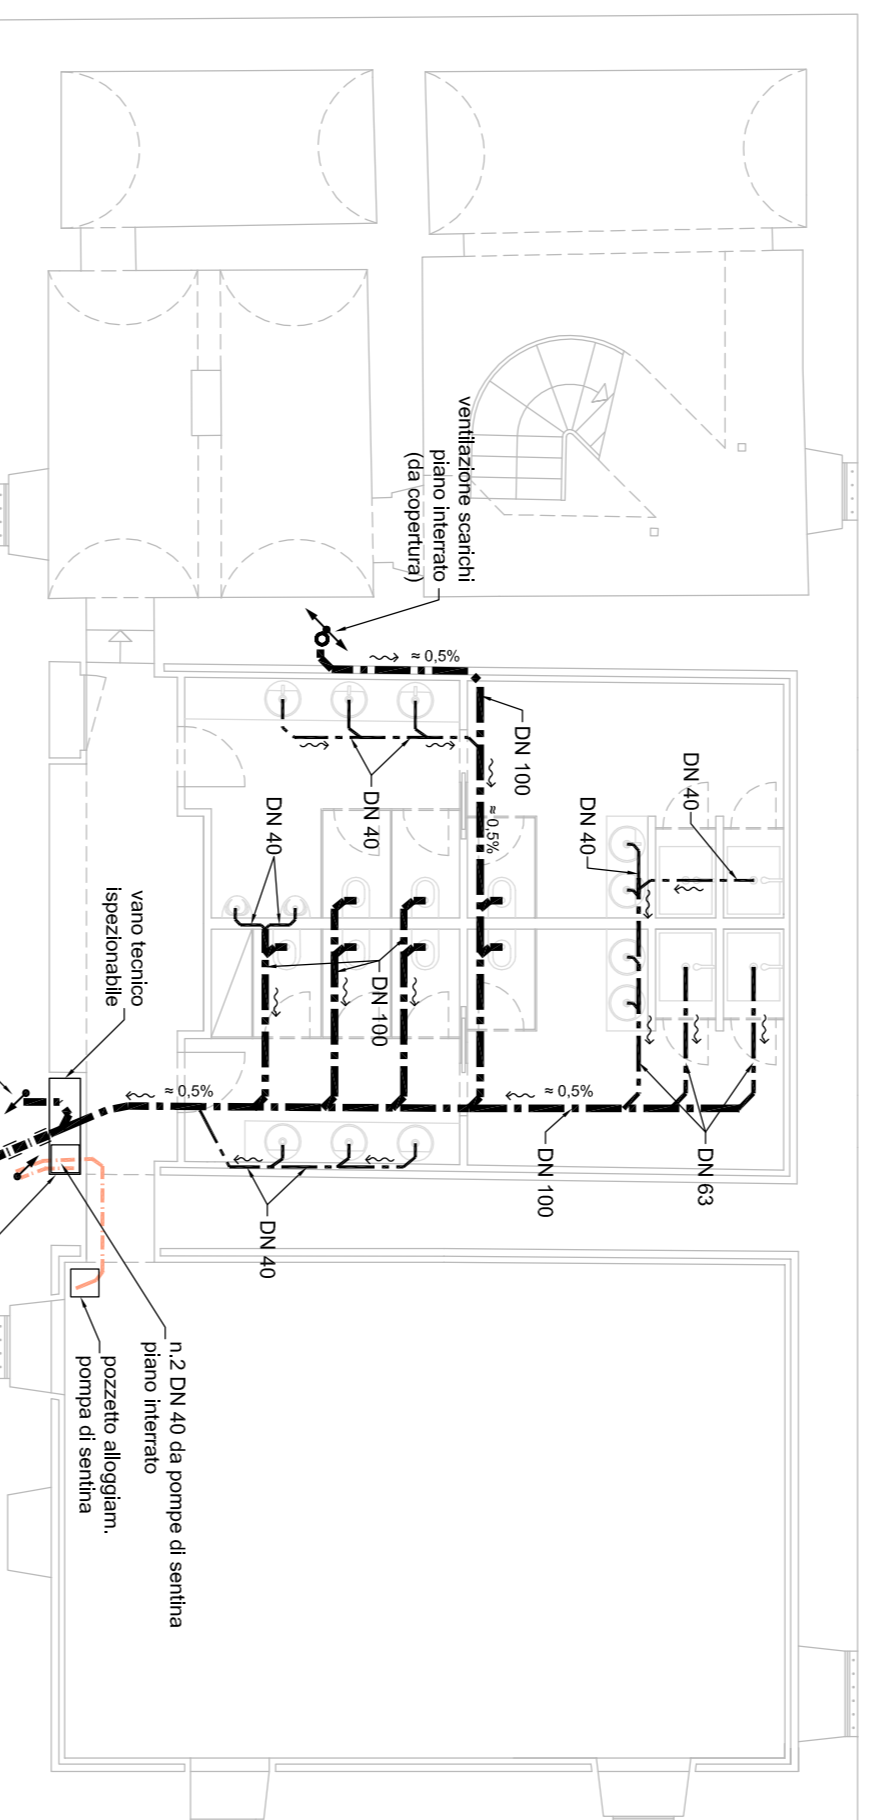 ventilazione scarichi
piano interrato
(da copertura)
≈ 0,5%
DN 100
≈ 0,5%
DN 40
DN 40
DN 40
DN 40
DN 100
vano tecnico
ispezionabile
≈ 0,5%
≈ 0,5%
DN 63
DN 100
DN 40
n.2 DN 40 da pompe di sentina
piano interrato
pozzetto alloggiam.
pompa di sentina